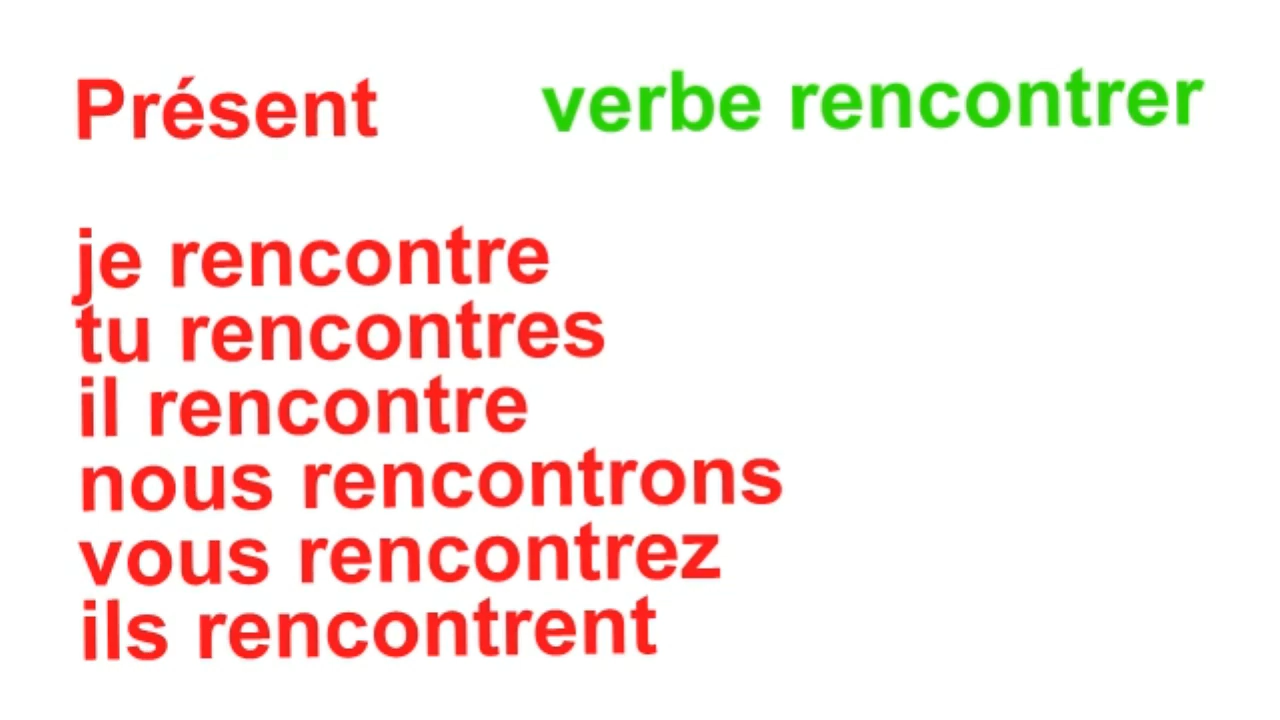 Présent verbe rencontrer
je rencontre
tu rencontres
il rencontre
nous rencontrons
vous rencontrez
ils rencontrent